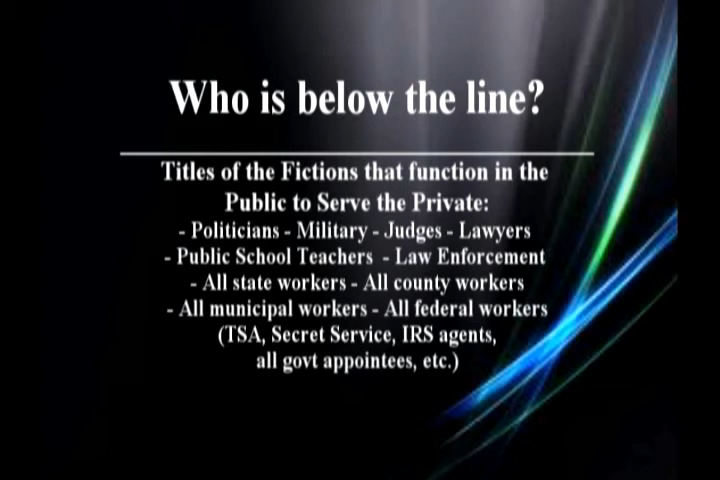 Who is below the line?
Titles of the Fictions that function in the
Public to Serve the Private:
- Politicians - Military - Judges - Lawyers
- Public School Teachers - Law Enforcement
- All state workers - All county workers
- All municipal workers - All federal workers
(TSA, Secret Service, IRS agents,
all govt appointees, etc.)